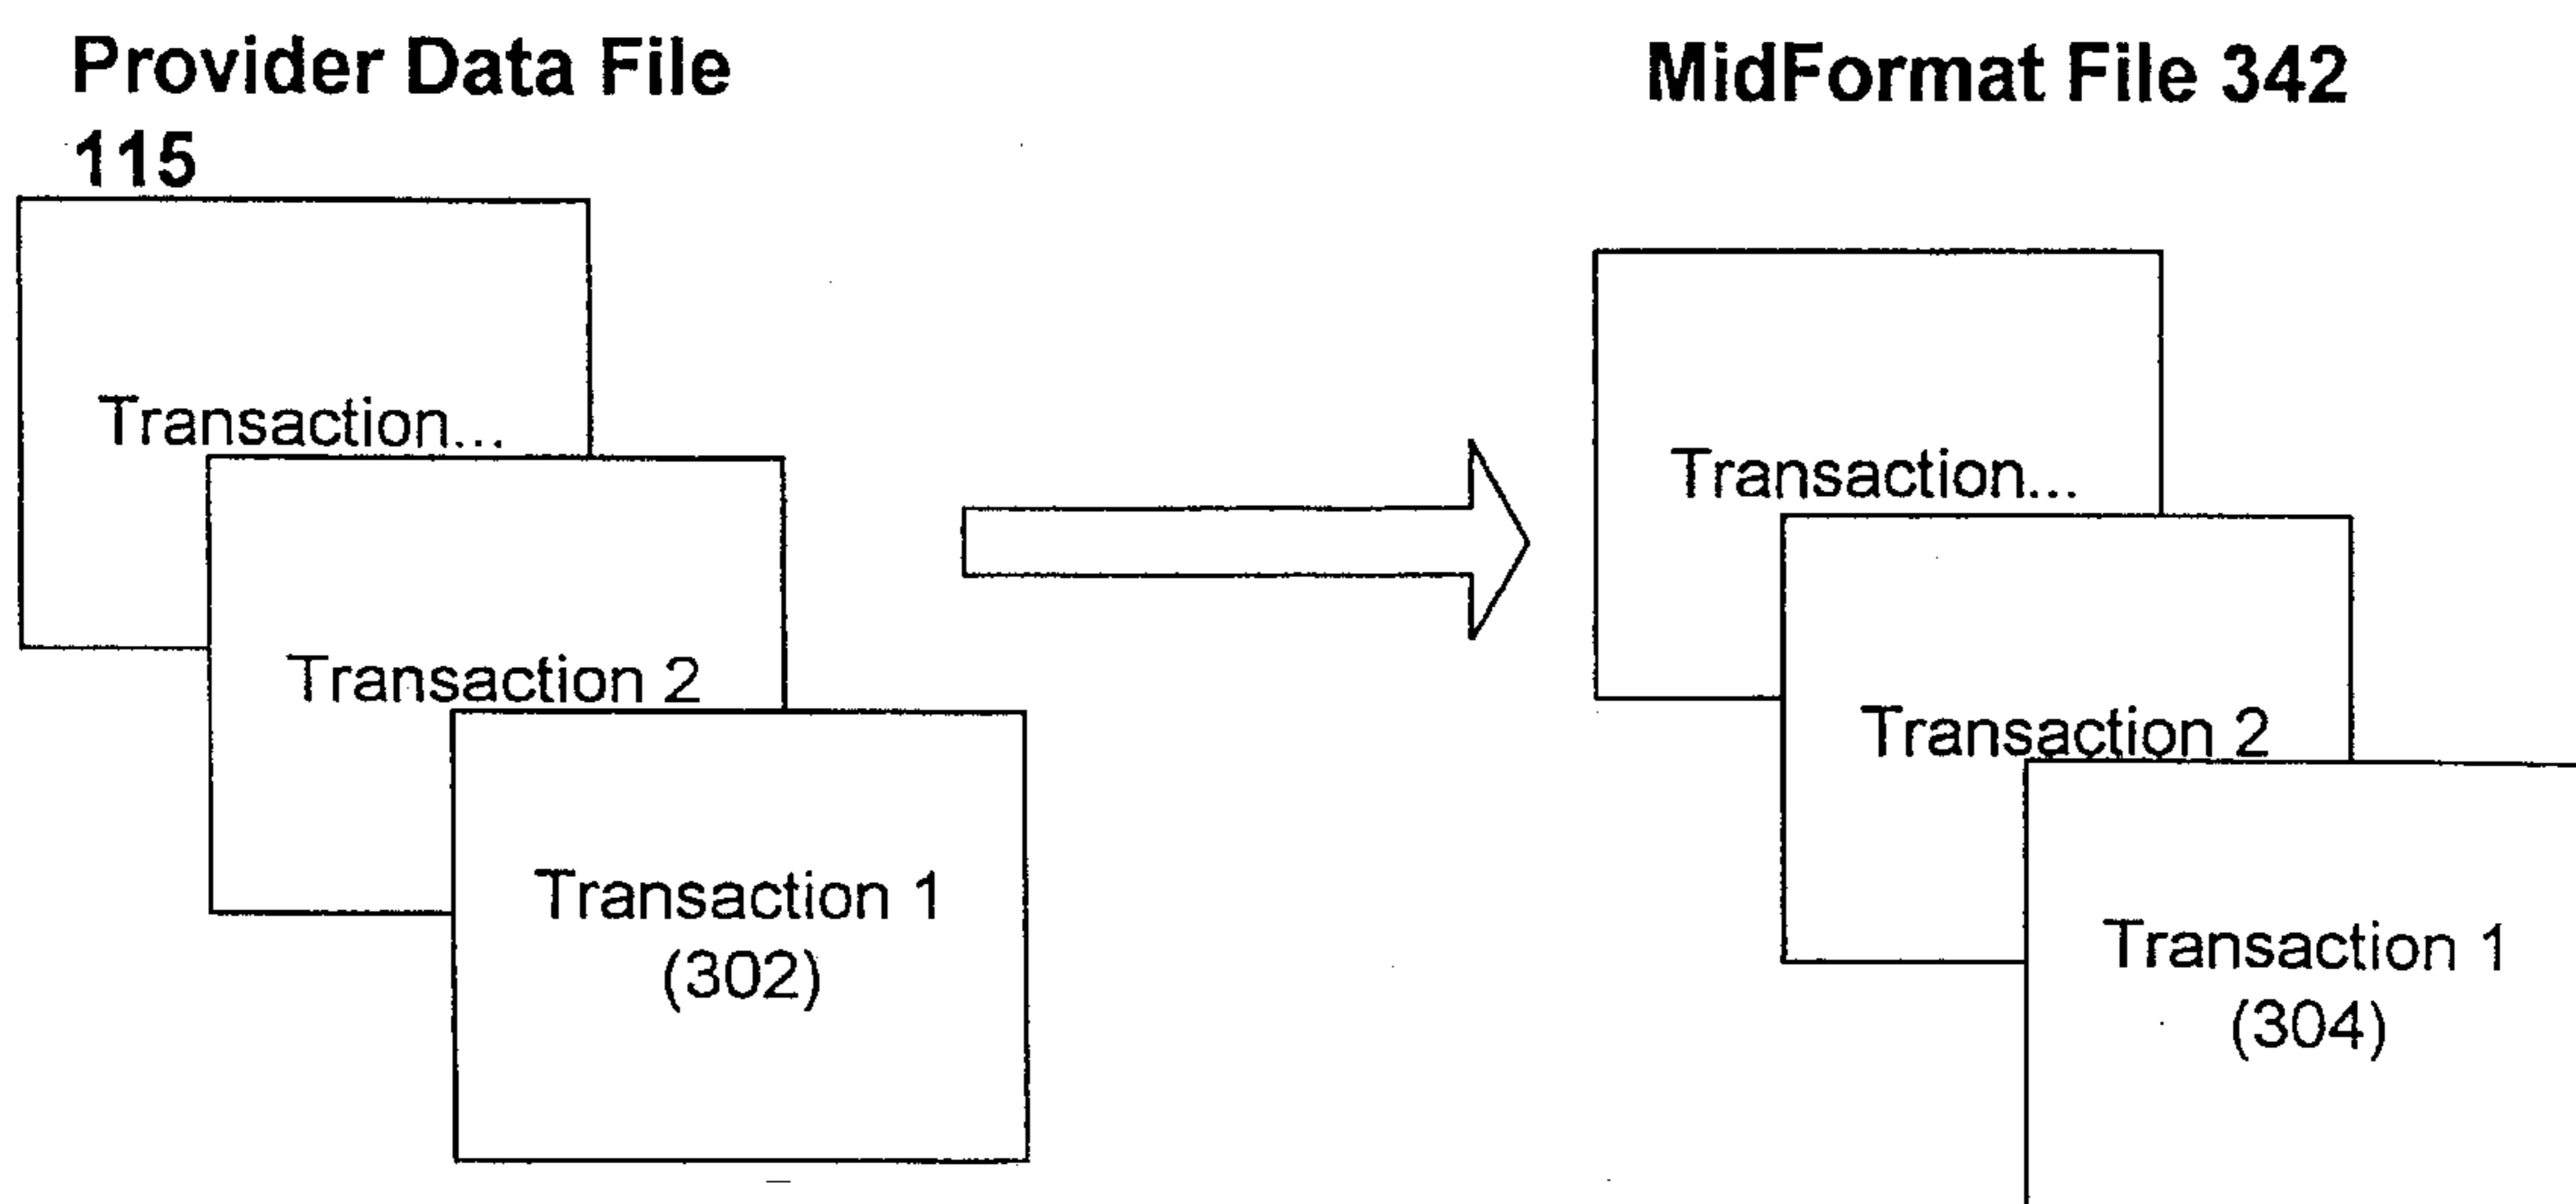 Provider Data File
115
Transaction...
Transaction 2
Transaction 1
(302)
MidFormat File 342
Transaction...
Transaction 2
Transaction 1
(304)